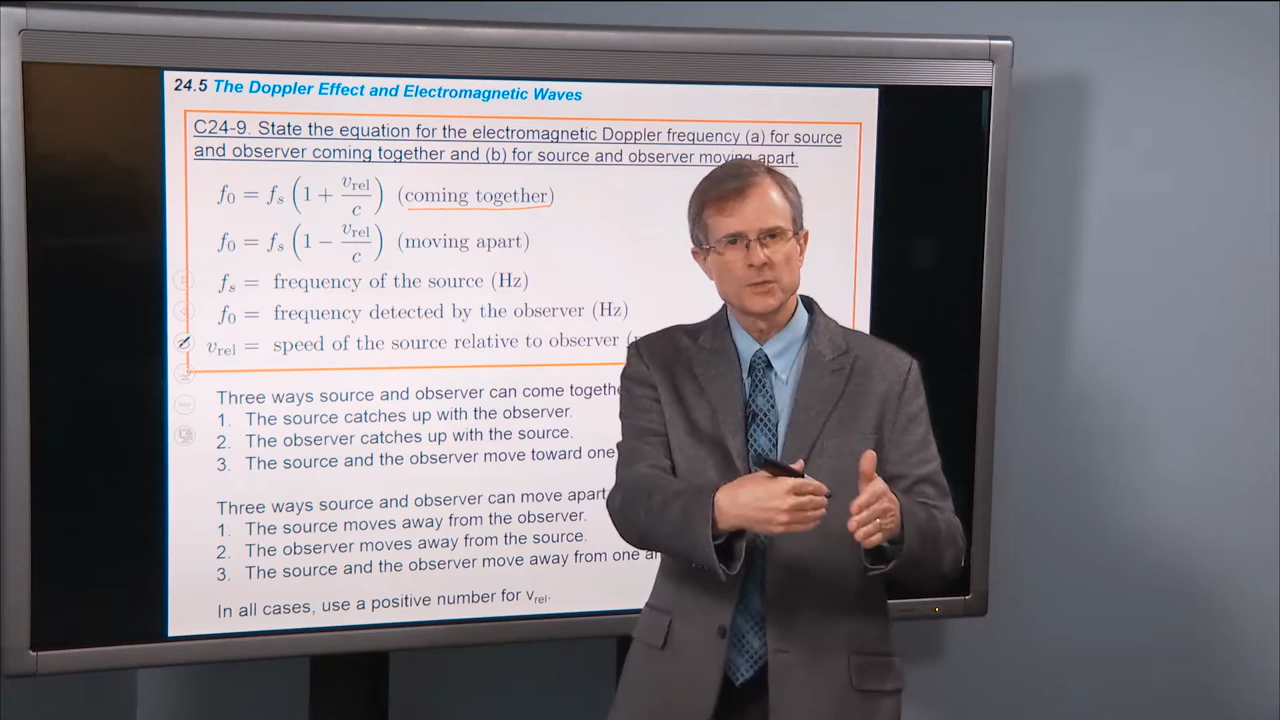 24.5 The Doppler Effect and Electromagnetic Waves
C24-9. State the equation for the electromagnetic Doppler frequency (a) for source
and observer coming together and (b) for source and observer moving apart.
f₀ = fₛ (1 + v_rel / c) (coming together)
f₀ = fₛ (1 − v_rel / c) (moving apart)
fₛ = frequency of the source (Hz)
f₀ = frequency detected by the observer (Hz)
v_rel = speed of the source relative to observer (
Three ways source and observer can come togethe
1. The source catches up with the observer.
2. The observer catches up with the source.
3. The source and the observer move toward one
Three ways source and observer can move apart
1. The source moves away from the observer.
2. The observer moves away from the source.
3. The source and the observer move away from one an
In all cases, use a positive number for v_rel.